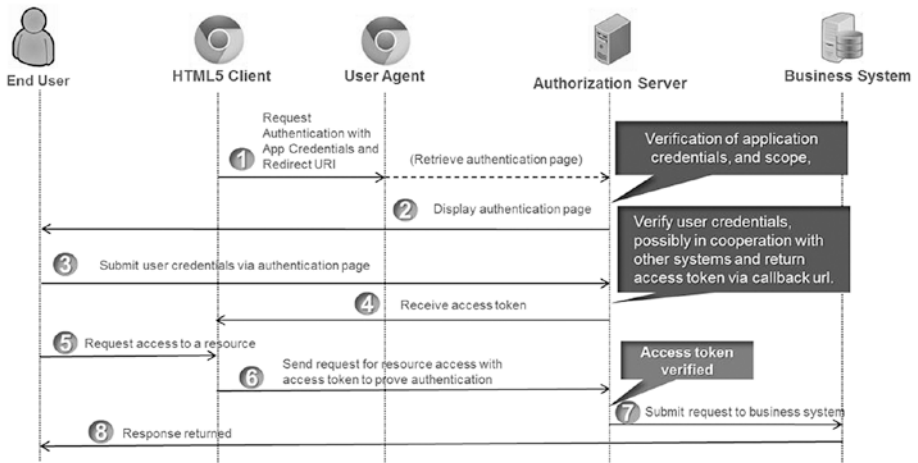 End User
HTML5 Client
User Agent
Authorization Server
Business System
1
Request
Authentication with
App Credentials and
Redirect URI
(Retrieve authentication page)
Verification of application
credentials, and scope,
2
Display authentication page
Verify user credentials,
possibly in cooperation with
other systems and return
access token via callback url.
3
Submit user credentials via authentication page
4
Receive access token
5
Request access to a resource
6
Send request for resource access with
access token to prove authentication
Access token
verified
7
Submit request to business system
8
Response returned